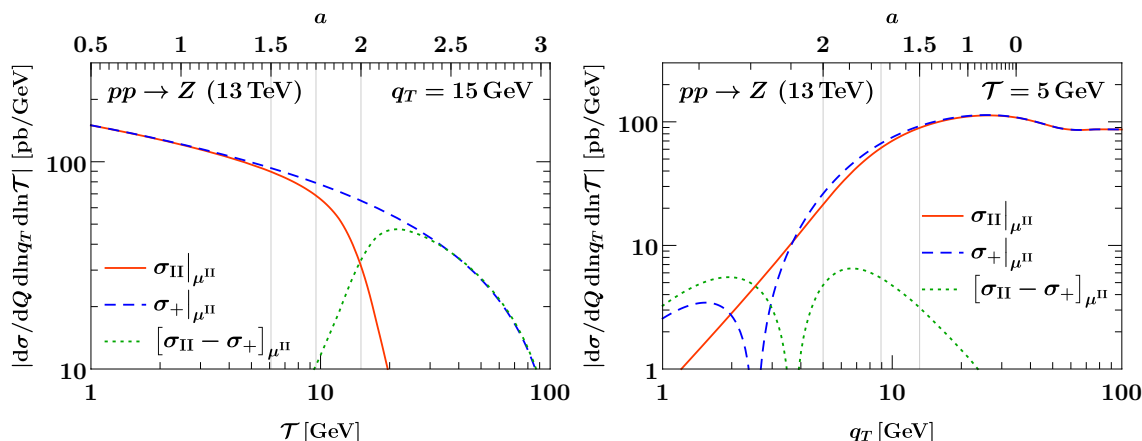 a
0.5 1 1.5 2 2.5 3
pp → Z (13 TeV) q_T = 15 GeV
|dσ/dQ dlnq_T dln𝒯| [pb/GeV]
100
10
σ_II|_μ^II
σ_+|_μ^II
[σ_II − σ_+]_μ^II
1 10 100
𝒯 [GeV]
a
2 1.5 1 0
pp → Z (13 TeV) 𝒯 = 5 GeV
|dσ/dQ dlnq_T dln𝒯| [pb/GeV]
100
10
1
σ_II|_μ^II
σ_+|_μ^II
[σ_II − σ_+]_μ^II
1 10 100
q_T [GeV]